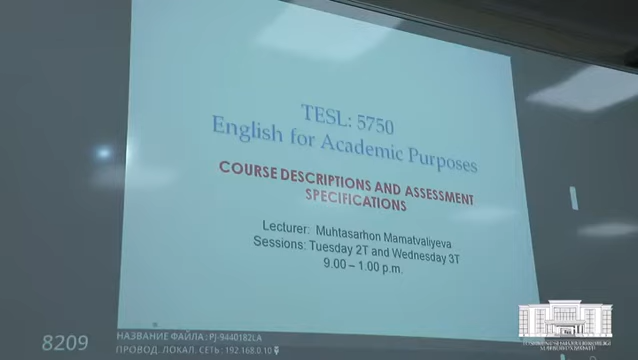 TESL: 5750
English for Academic Purposes
COURSE DESCRIPTIONS AND ASSESSMENT
SPECIFICATIONS
Lecturer: Muhtasarhon Mamatvaliyeva
Sessions: Tuesday 2T and Wednesday 3T
9.00 – 1.00 p.m.
8209
НАЗВАНИЕ ФАЙЛА: PJ-9440182LA
ПРОВОД. ЛОКАЛ. СЕТЬ: 192.168.0.10